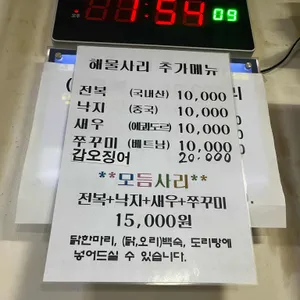 1:54 09
해물사리 추가메뉴
전복 (국내산) 10,000
낙지 (중국) 10,000
새우 (에콰도르) 10,000
쭈꾸미 (베트남) 10,000
갑오징어 20:000
**모듬사리**
전복+낙지+새우+쭈꾸미
15,000원
닭한마리, (닭,오리)백숙, 도리탕에
넣어드실 수 있습니다.